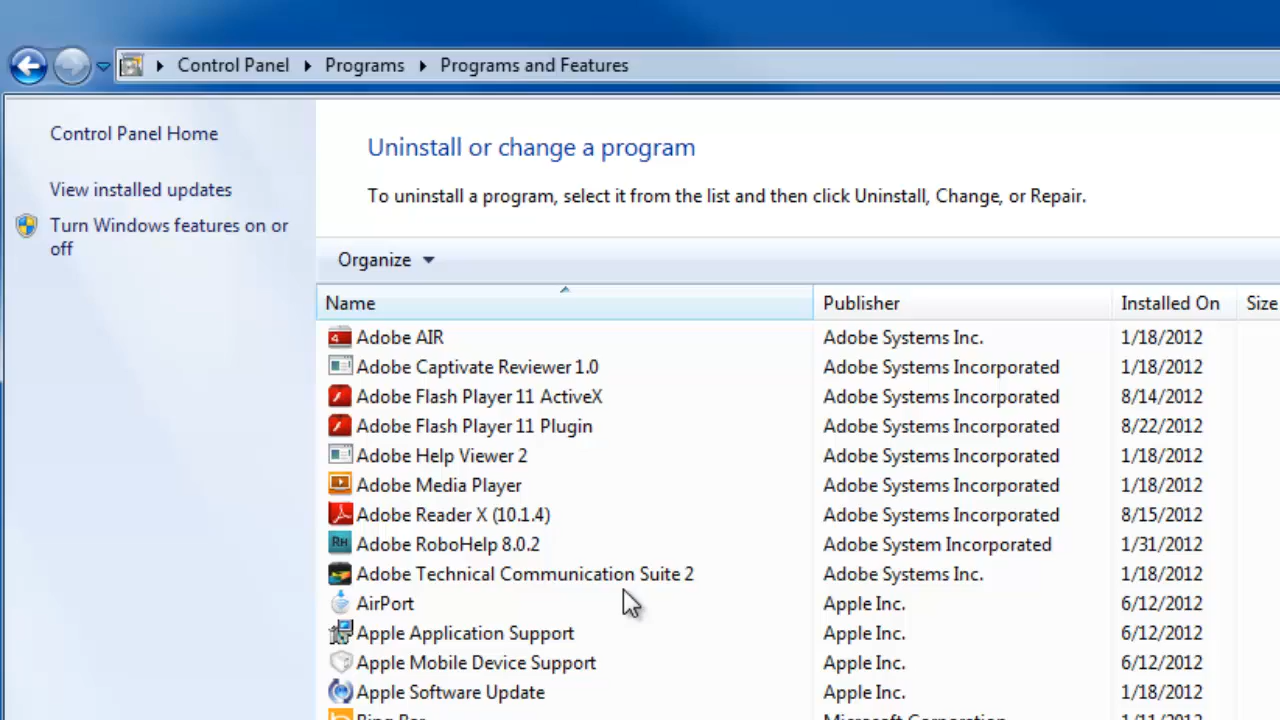 Control Panel Programs Programs and Features
Control Panel Home
View installed updates
Turn Windows features on or
off
Uninstall or change a program
To uninstall a program, select it from the list and then click Uninstall, Change, or Repair.
Organize
Name Publisher Installed On Size
Adobe AIR Adobe Systems Inc. 1/18/2012
Adobe Captivate Reviewer 1.0 Adobe Systems Incorporated 1/18/2012
Adobe Flash Player 11 ActiveX Adobe Systems Incorporated 8/14/2012
Adobe Flash Player 11 Plugin Adobe Systems Incorporated 8/22/2012
Adobe Help Viewer 2 Adobe Systems Incorporated 1/18/2012
Adobe Media Player Adobe Systems Incorporated 1/18/2012
Adobe Reader X (10.1.4) Adobe Systems Incorporated 8/15/2012
RH Adobe RoboHelp 8.0.2 Adobe System Incorporated 1/31/2012
Adobe Technical Communication Suite 2 Adobe Systems Inc. 1/18/2012
AirPort Apple Inc. 6/12/2012
Apple Application Support Apple Inc. 6/12/2012
Apple Mobile Device Support Apple Inc. 6/12/2012
Apple Software Update Apple Inc. 1/18/2012
Bing Bar Microsoft Corporation 1/11/2012